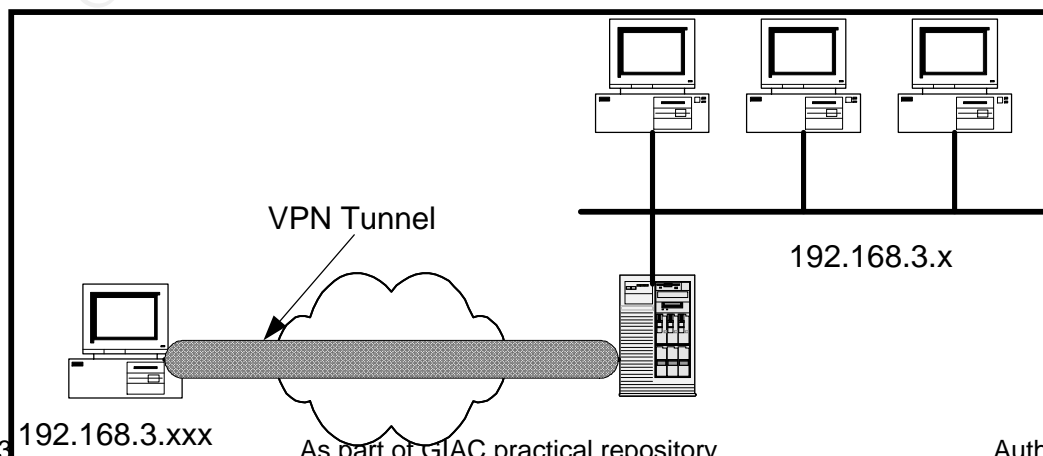 VPN Tunnel
192.168.3.x
192.168.3.xxx
As part of GIAC practical repository